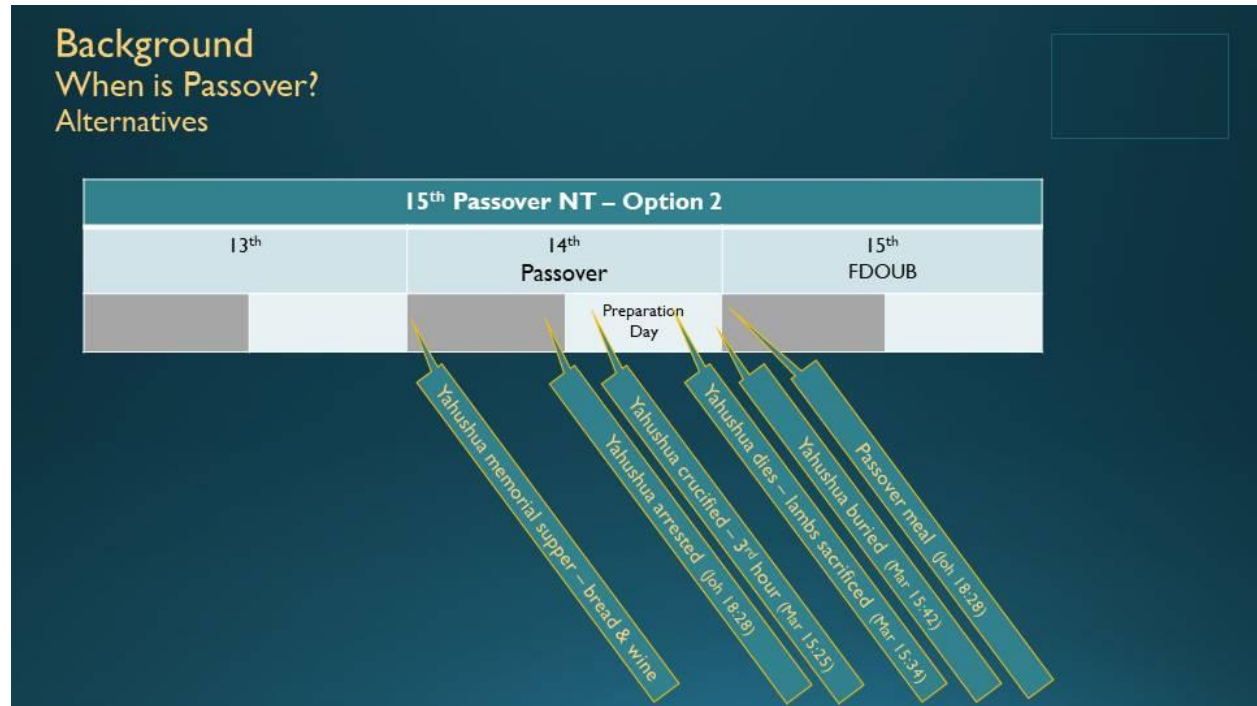 Background
When is Passover?
Alternatives
15th Passover NT – Option 2
13th
14th
Passover
15th
FDOUB
Preparation
Day
Yahushua memorial supper – bread & wine
Yahushua arrested (Joh 18:28)
Yahushua crucified – 3rd hour (Mar 15:25)
Yahushua dies – lambs sacrificed (Mar 15:34)
Yahushua buried (Mar 15:42)
Passover meal (Joh 18:28)